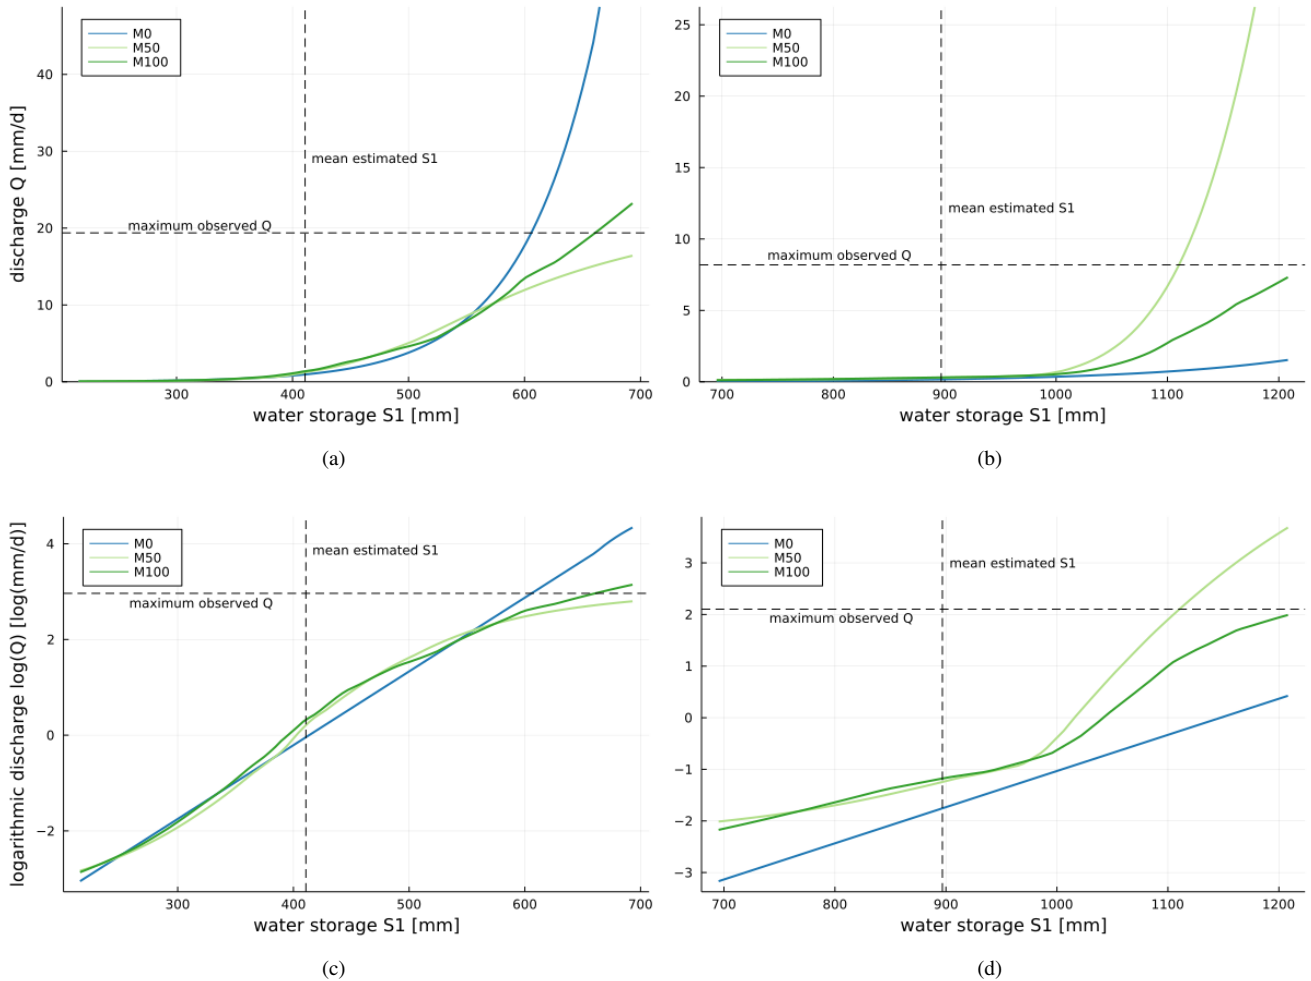 M0
M50
M100
mean estimated S1
maximum observed Q
discharge Q [mm/d]
40
30
20
10
0
300
400
500
600
700
water storage S1 [mm]
(a)
M0
M50
M100
mean estimated S1
maximum observed Q
25
20
15
10
5
0
700
800
900
1000
1100
1200
water storage S1 [mm]
(b)
M0
M50
M100
mean estimated S1
maximum observed Q
logarithmic discharge log(Q) [log(mm/d)]
4
2
0
−2
300
400
500
600
700
water storage S1 [mm]
(c)
M0
M50
M100
mean estimated S1
maximum observed Q
3
2
1
0
−1
−2
−3
700
800
900
1000
1100
1200
water storage S1 [mm]
(d)